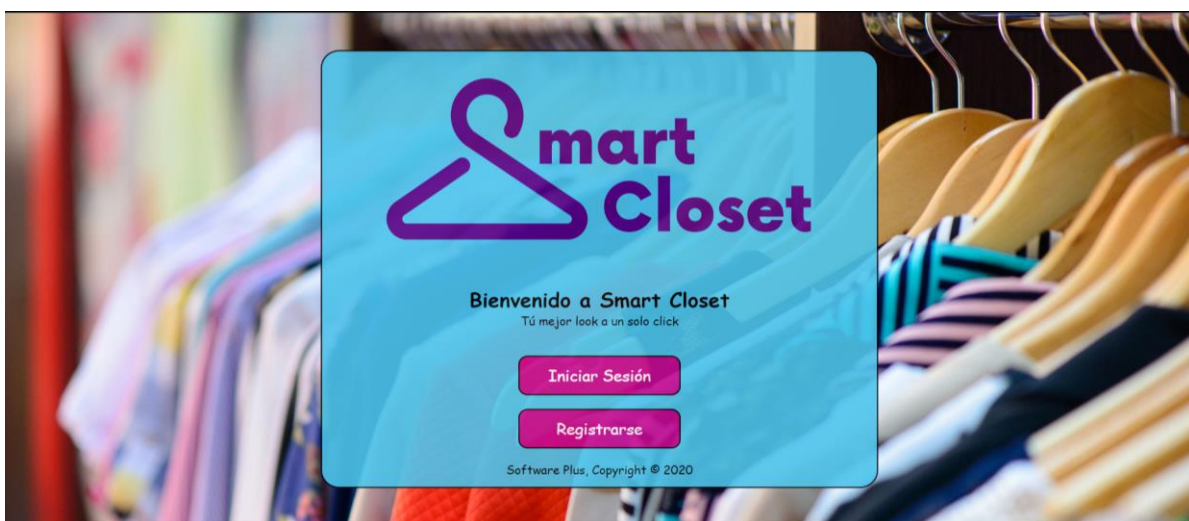 Smart
Closet
Bienvenido a Smart Closet
Tú mejor look a un solo click
Iniciar Sesión
Registrarse
Software Plus, Copyright © 2020